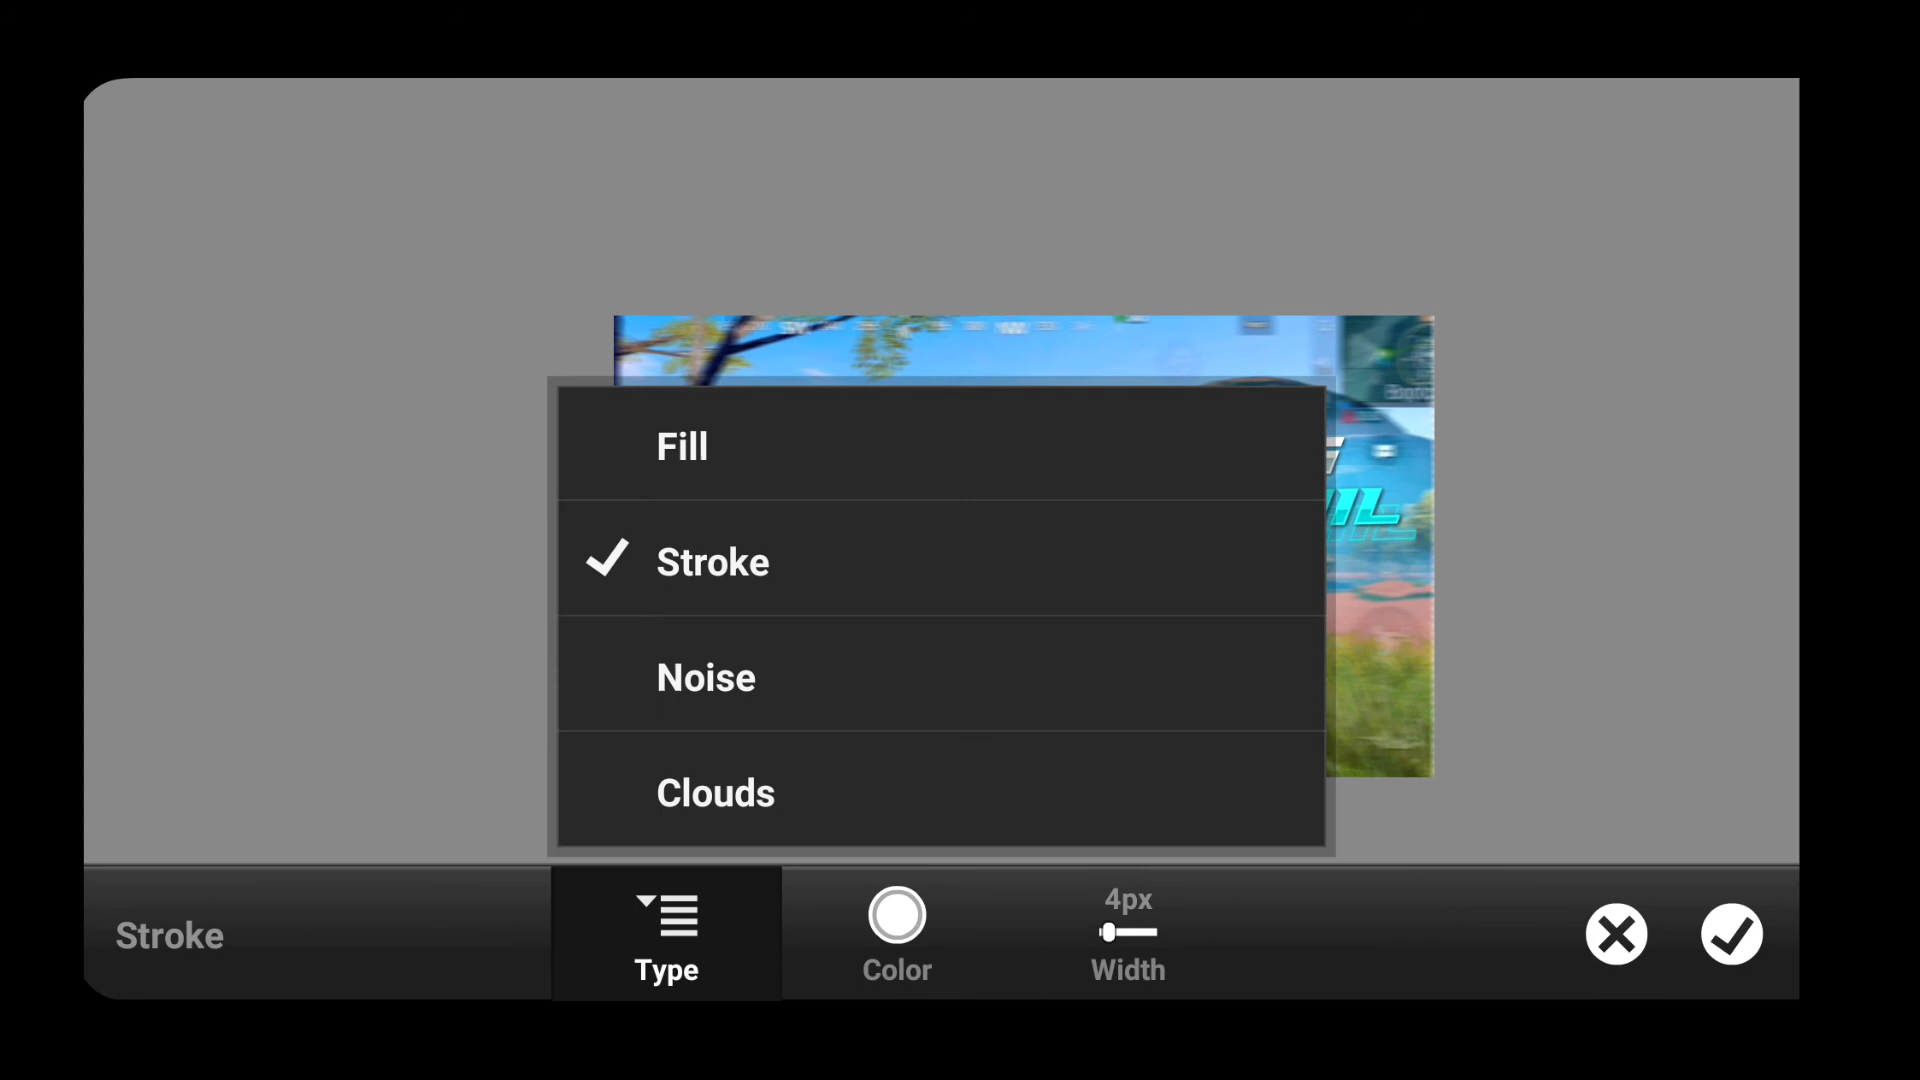 Fill
Stroke
Noise
Clouds
Stroke
Type
Color
4px
Width